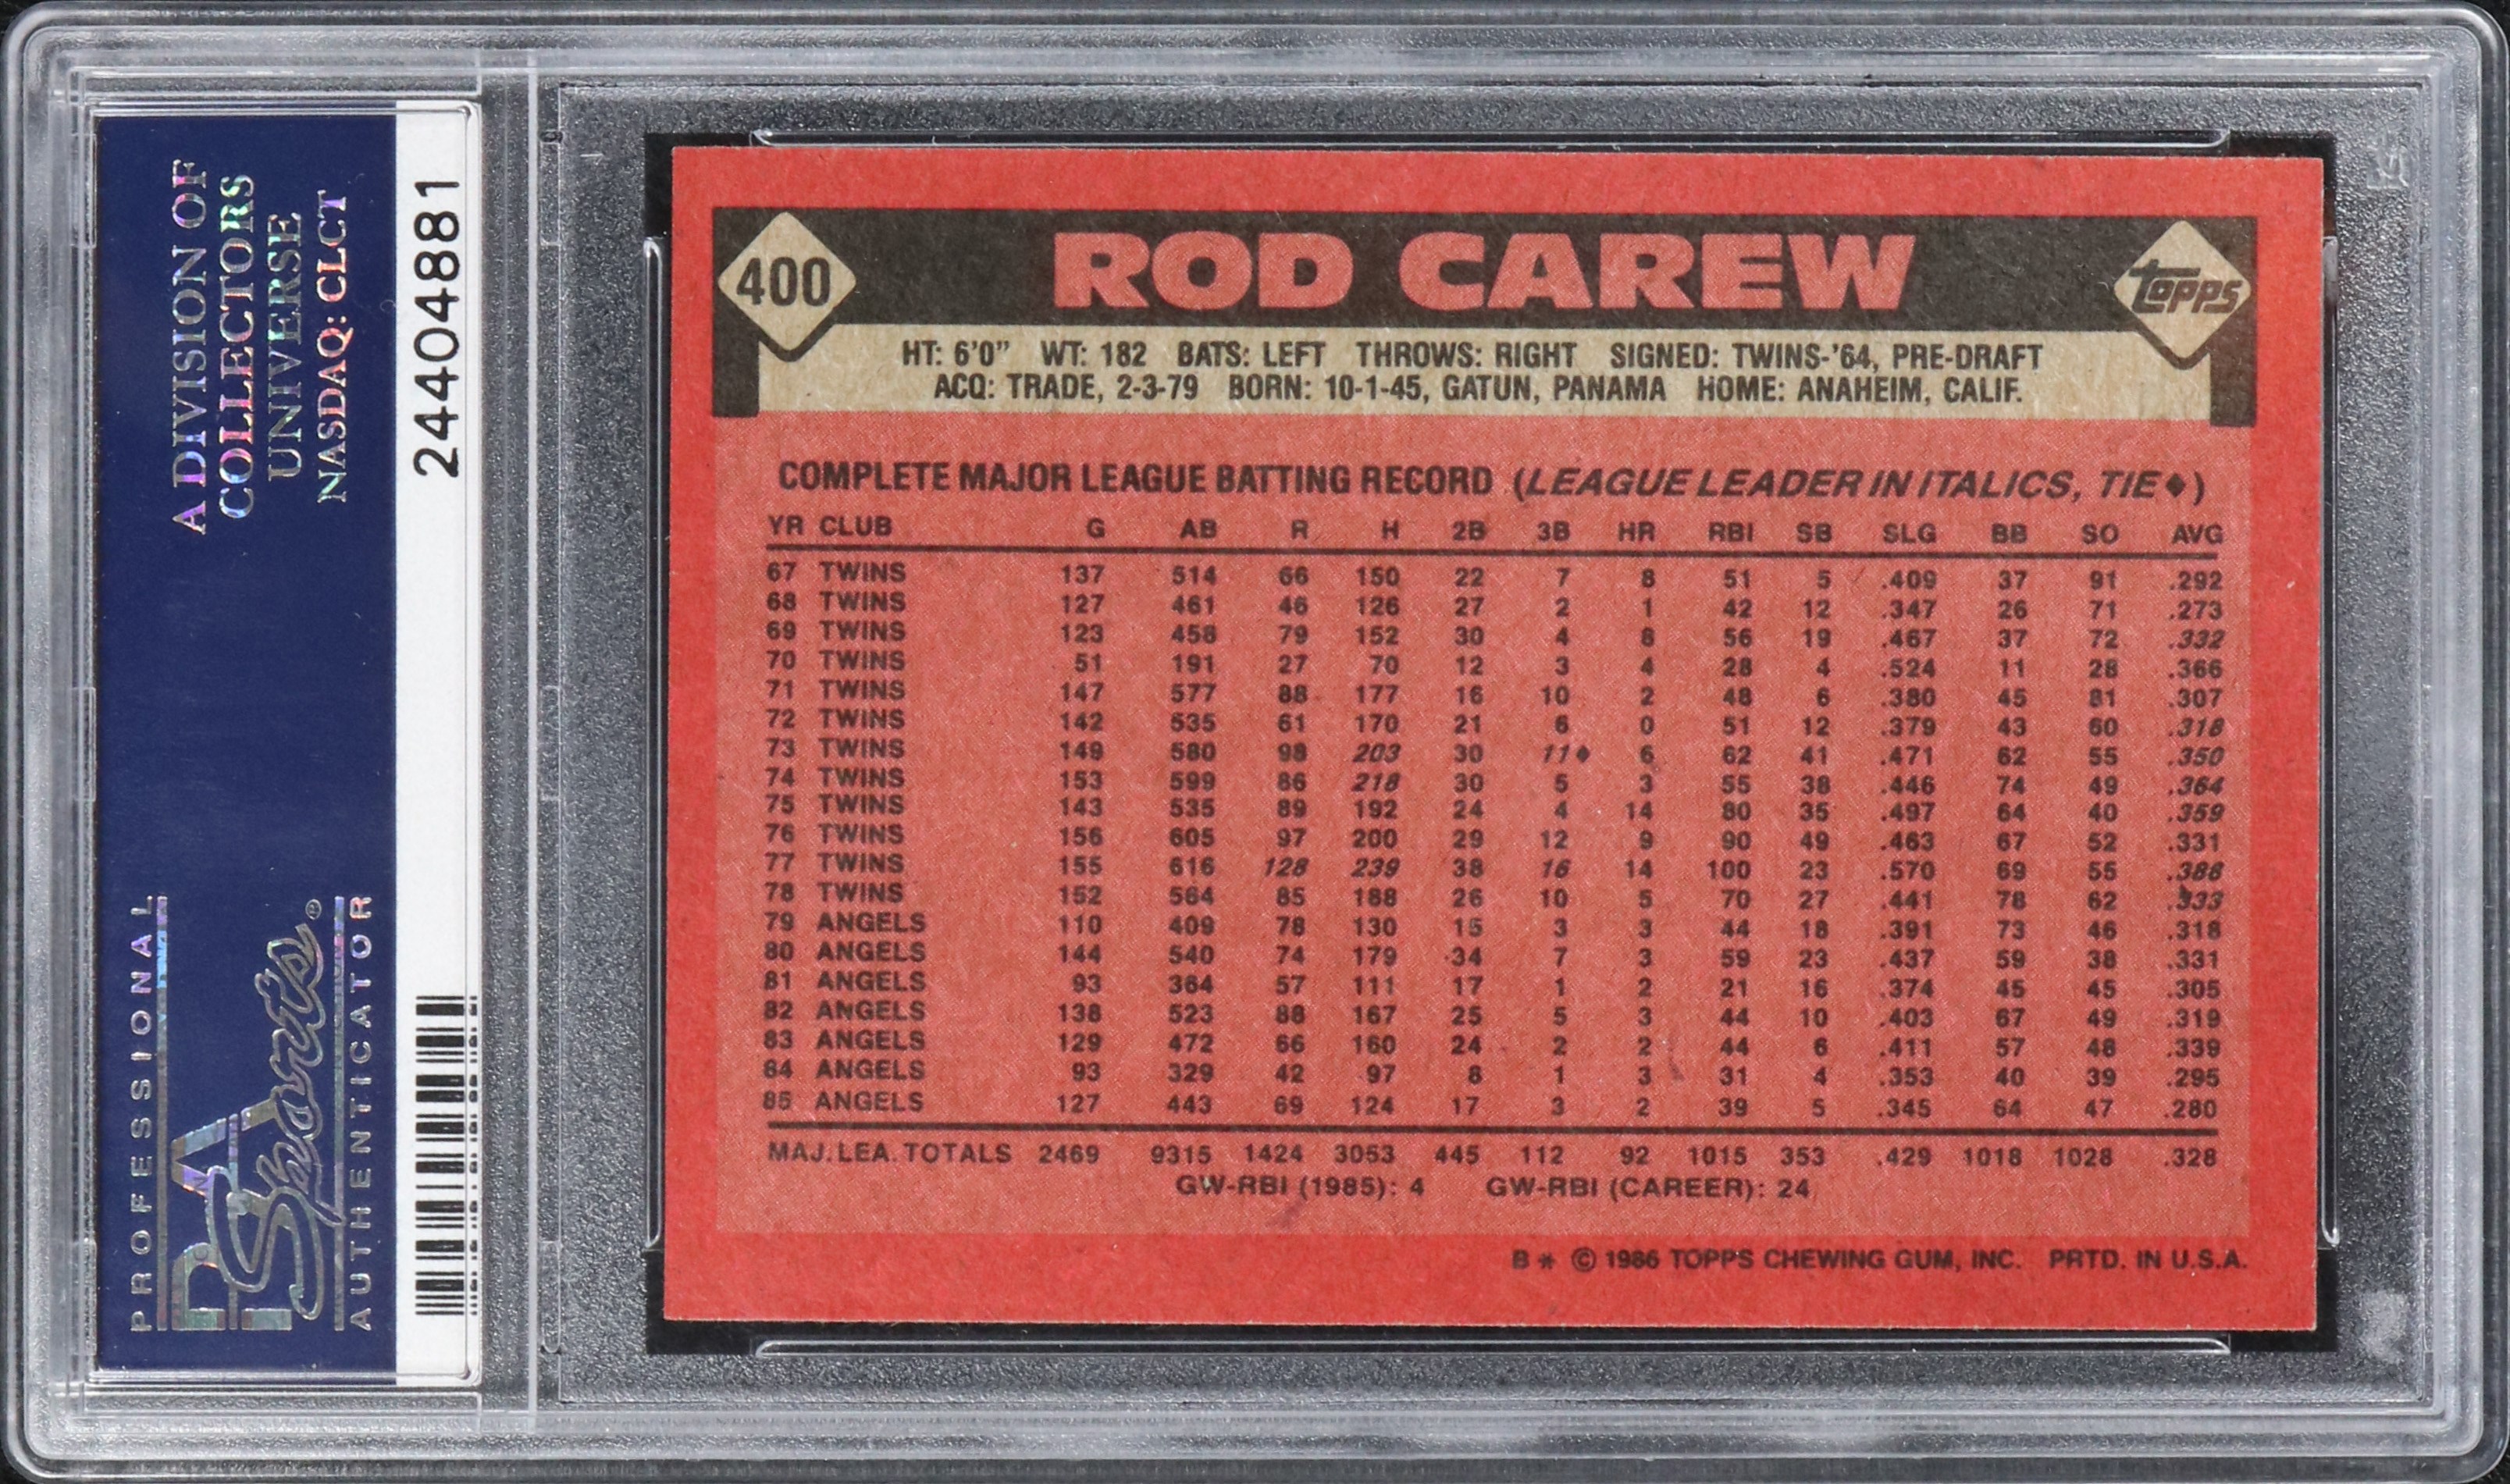 A DIVISION OF
COLLECTORS
UNIVERSE
NASDAQ: CLCT
PROFESSIONAL
PSA
Sports®
AUTHENTICATOR
24404881
400
ROD CAREW
topps
HT: 6'0" WT: 182 BATS: LEFT THROWS: RIGHT SIGNED: TWINS-'64, PRE-DRAFT
ACQ: TRADE, 2-3-79 BORN: 10-1-45, GATUN, PANAMA HOME: ANAHEIM, CALIF.
COMPLETE MAJOR LEAGUE BATTING RECORD (LEAGUE LEADER IN ITALICS, TIE♦)
YR CLUB G AB R H 2B 3B HR RBI SB SLG BB SO AVG
67 TWINS 137 514 66 150 22 7 8 51 5 .409 37 91 .292
68 TWINS 127 461 46 126 27 2 1 42 12 .347 26 71 .273
69 TWINS 123 458 79 152 30 4 8 56 19 .467 37 72 .332
70 TWINS 51 191 27 70 12 3 4 28 4 .524 11 28 .366
71 TWINS 147 577 88 177 16 10 2 48 6 .380 45 81 .307
72 TWINS 142 535 61 170 21 6 0 51 12 .379 43 60 .318
73 TWINS 149 580 98 203 30 11♦ 6 62 41 .471 62 55 .350
74 TWINS 153 599 86 218 30 5 3 55 38 .446 74 49 .364
75 TWINS 143 535 89 192 24 4 14 80 35 .497 64 40 .359
76 TWINS 156 605 97 200 29 12 9 90 49 .463 67 52 .331
77 TWINS 155 616 128 239 38 16 14 100 23 .570 69 55 .388
78 TWINS 152 564 85 188 26 10 5 70 27 .441 78 62 .333
79 ANGELS 110 409 78 130 15 3 3 44 18 .391 73 46 .318
80 ANGELS 144 540 74 179 34 7 3 59 23 .437 59 38 .331
81 ANGELS 93 364 57 111 17 1 2 21 16 .374 45 45 .305
82 ANGELS 138 523 88 167 25 5 3 44 10 .403 67 49 .319
83 ANGELS 129 472 66 160 24 2 2 44 6 .411 57 48 .339
84 ANGELS 93 329 42 97 8 1 3 31 4 .353 40 39 .295
85 ANGELS 127 443 69 124 17 3 2 39 5 .345 64 47 .280
MAJ. LEA. TOTALS 2469 9315 1424 3053 445 112 92 1015 353 .429 1018 1028 .328
GW-RBI (1985): 4 GW-RBI (CAREER): 24
B * © 1986 TOPPS CHEWING GUM, INC. PRTD. IN U.S.A.